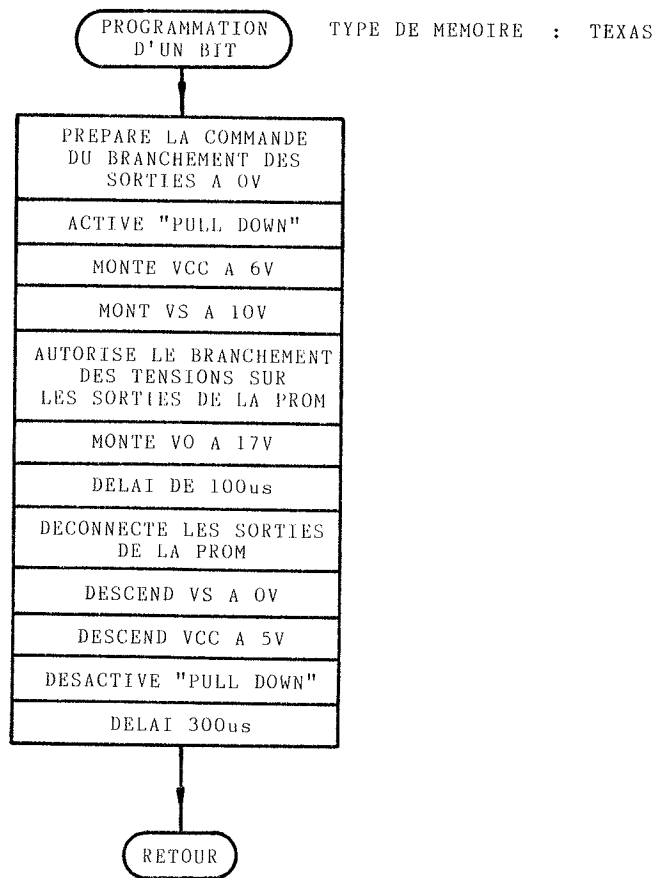 PROGRAMMATION
D'UN BIT
TYPE DE MEMOIRE : TEXAS
PREPARE LA COMMANDE
DU BRANCHEMENT DES
SORTIES A 0V
ACTIVE "PULL DOWN"
MONTE VCC A 6V
MONT VS A 10V
AUTORISE LE BRANCHEMENT
DES TENSIONS SUR
LES SORTIES DE LA PROM
MONTE VO A 17V
DELAI DE 100us
DECONNECTE LES SORTIES
DE LA PROM
DESCEND VS A 0V
DESCEND VCC A 5V
DESACTIVE "PULL DOWN"
DELAI 300us
RETOUR